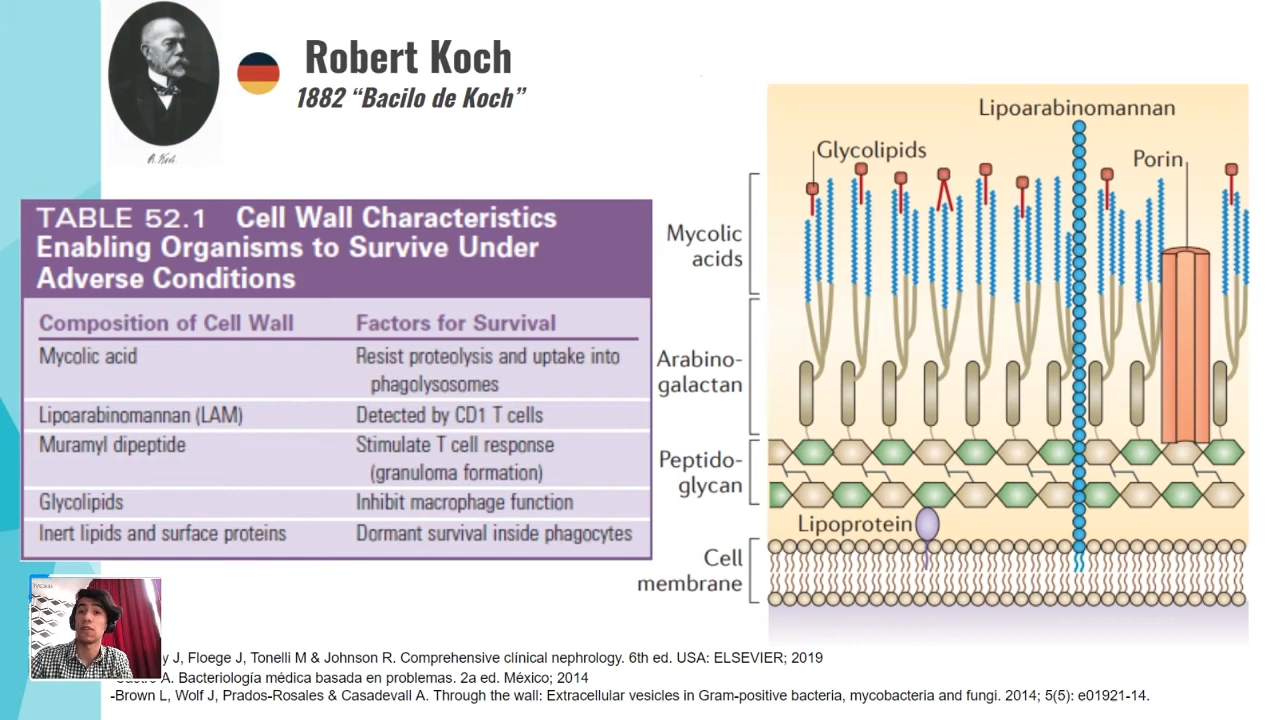 Robert Koch
1882 “Bacilo de Koch”
TABLE 52.1 Cell Wall Characteristics
Enabling Organisms to Survive Under
Adverse Conditions
Composition of Cell Wall Factors for Survival
Mycolic acid Resist proteolysis and uptake into
phagolysosomes
Lipoarabinomannan (LAM) Detected by CD1 T cells
Muramyl dipeptide Stimulate T cell response
(granuloma formation)
Glycolipids Inhibit macrophage function
Inert lipids and surface proteins Dormant survival inside phagocytes
Lipoarabinomannan
Glycolipids
Porin
Mycolic
acids
Arabino-
galactan
Peptido-
glycan
Lipoprotein
Cell
membrane
J, Floege J, Tonelli M & Johnson R. Comprehensive clínical nephrology. 6th ed. USA: ELSEVIER; 2019
A. Bacteriología médica basada en problemas. 2a ed. México; 2014
-Brown L, Wolf J, Prados-Rosales & Casadevall A. Through the wall: Extracellular vesicles in Gram-positive bacteria, mycobacteria and fungi. 2014; 5(5): e01921-14.